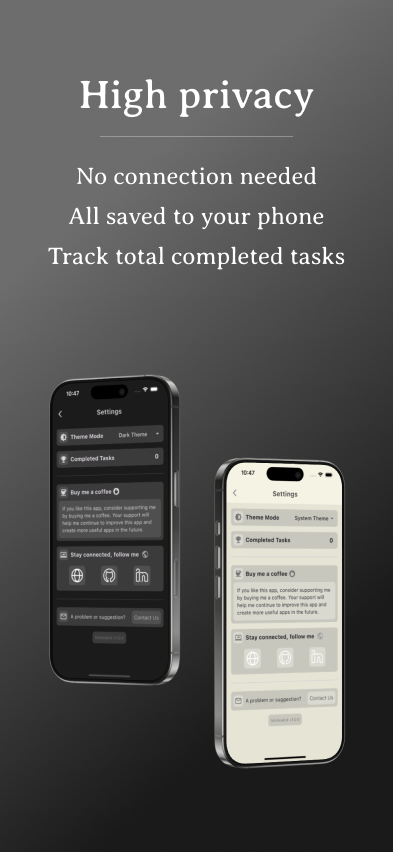 High privacy
No connection needed
All saved to your phone
Track total completed tasks
10:47
Settings
Theme Mode Dark Theme
Completed Tasks 0
Buy me a coffee
If you like this app, consider supporting me
by buying me a coffee. Your support will
help me continue to improve this app and
create more useful apps in the future.
Stay connected, follow me
in
A problem or suggestion? Contact Us
10:47
Settings
Theme Mode System Theme
Completed Tasks 0
Buy me a coffee
If you like this app, consider supporting me
by buying me a coffee. Your support will
help me continue to improve this app and
create more useful apps in the future.
Stay connected, follow me
in
A problem or suggestion? Contact Us